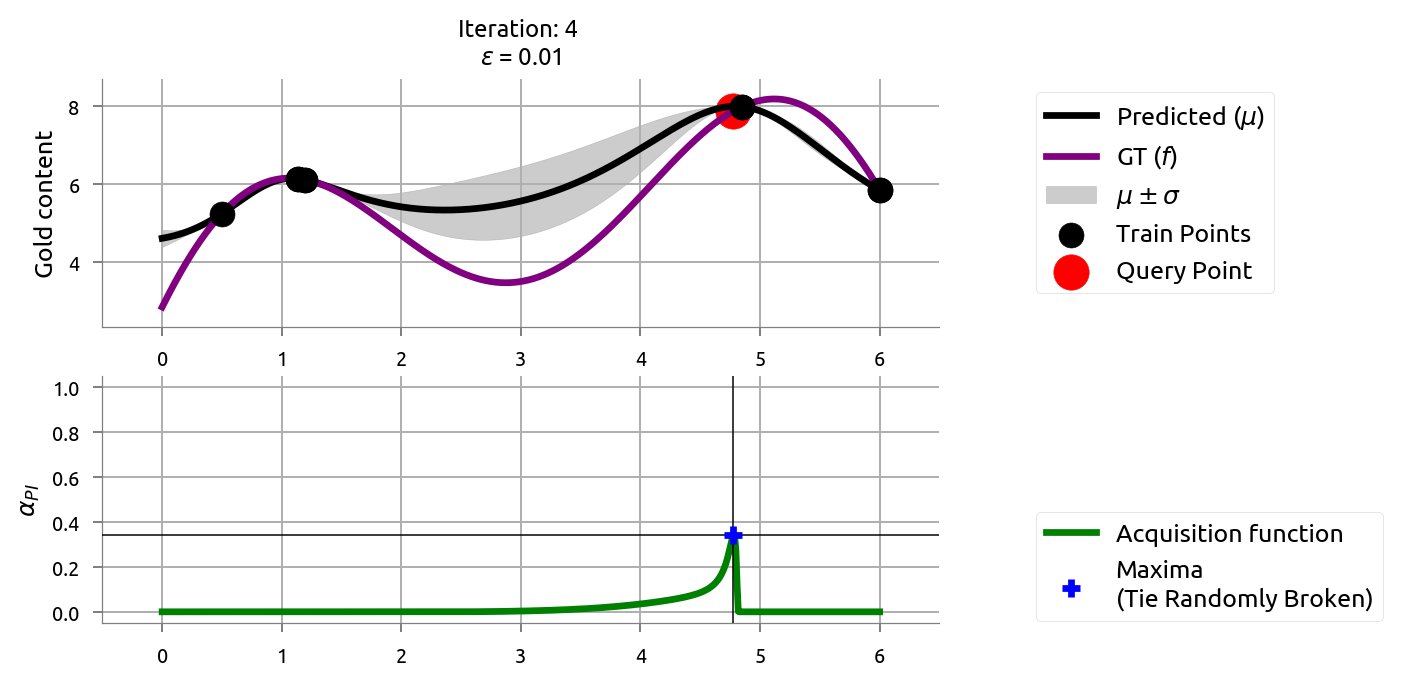 Iteration: 4
ε = 0.01
Gold content
8
6
4
0 1 2 3 4 5 6
Predicted (μ)
GT (f)
μ ± σ
Train Points
Query Point
α_PI
1.0
0.8
0.6
0.4
0.2
0.0
0 1 2 3 4 5 6
Acquisition function
Maxima
(Tie Randomly Broken)